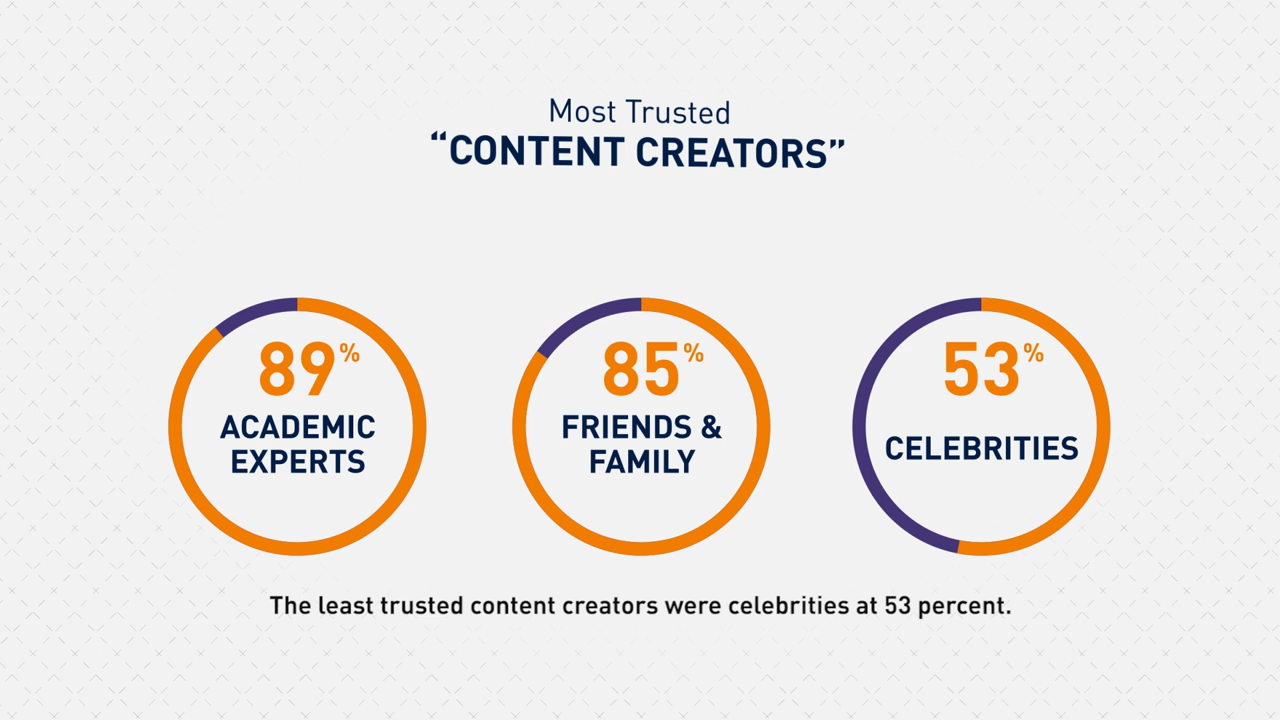 Most Trusted
“CONTENT CREATORS”
89%
ACADEMIC
EXPERTS
85%
FRIENDS &
FAMILY
53%
CELEBRITIES
The least trusted content creators were celebrities at 53 percent.